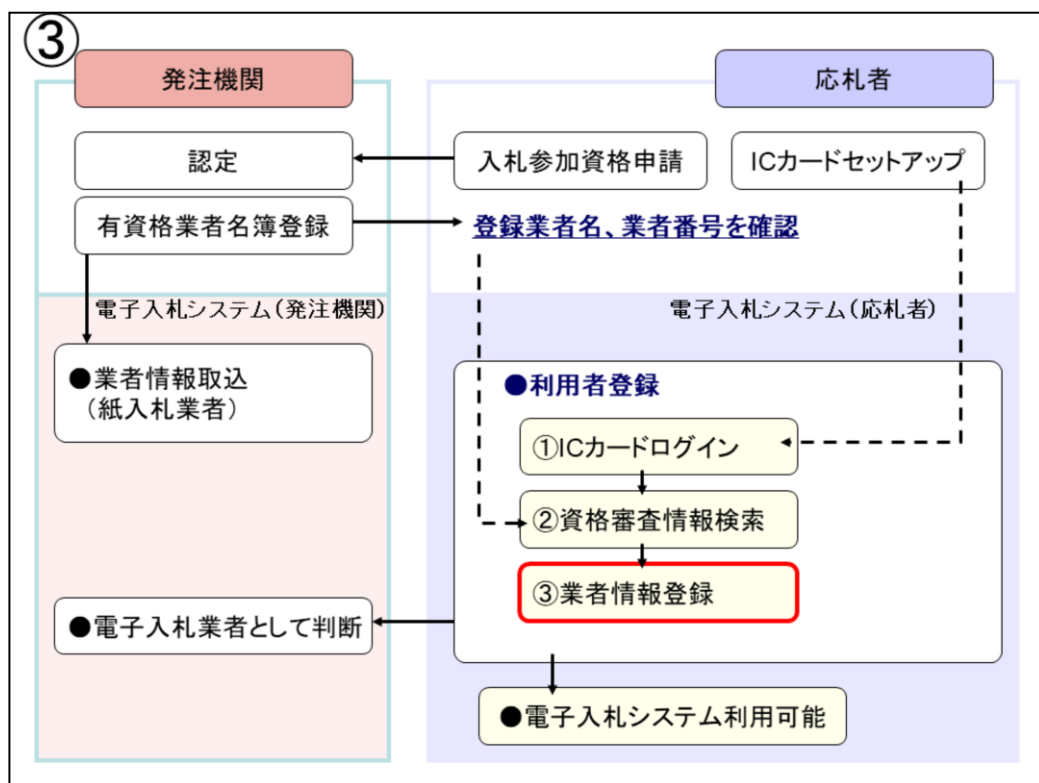 ③
発注機関
応札者
認定
入札参加資格申請
ICカードセットアップ
有資格業者名簿登録
登録業者名、業者番号を確認
電子入札システム(発注機関)
電子入札システム(応札者)
●業者情報取込
(紙入札業者)
●利用者登録
①ICカードログイン
②資格審査情報検索
③業者情報登録
●電子入札業者として判断
●電子入札システム利用可能